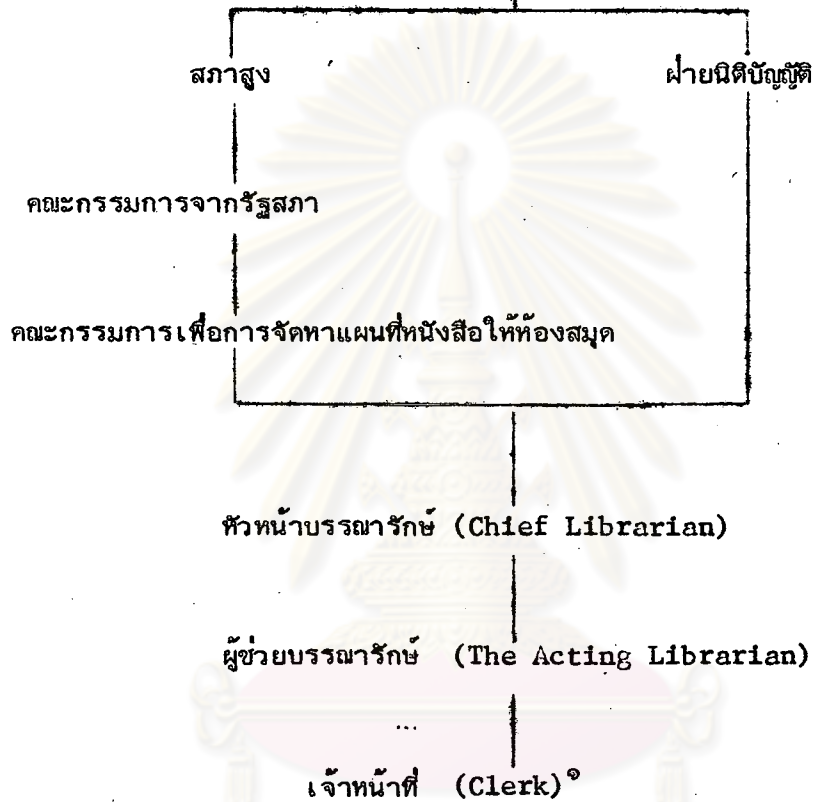 สภาสูง ฝ่ายนิติบัญญัติ
คณะกรรมการจากรัฐสภา
คณะกรรมการเพื่อการจัดหาแผนที่หนังสือให้ห้องสมุด
หัวหน้าบรรณารักษ์ (Chief Librarian)
ผู้ช่วยบรรณารักษ์ (The Acting Librarian)
...
เจ้าหน้าที่ (Clerk)๑